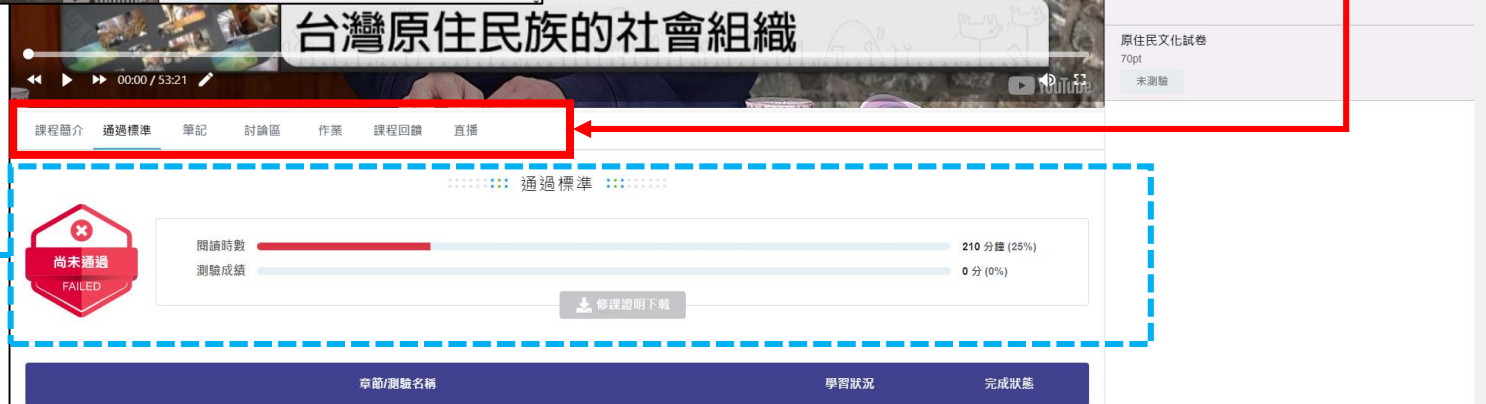 台灣原住民族的社會組織
00:00 / 53:21
YouTube
原住民文化試卷
70pt
未測驗
課程簡介 通過標準 筆記 討論區 作業 課程回饋 直播
通過標準
尚未通過
FAILED
閱讀時數 210 分鐘 (25%)
測驗成績 0 分 (0%)
修課證明下載
章節/測驗名稱 學習狀況 完成狀態